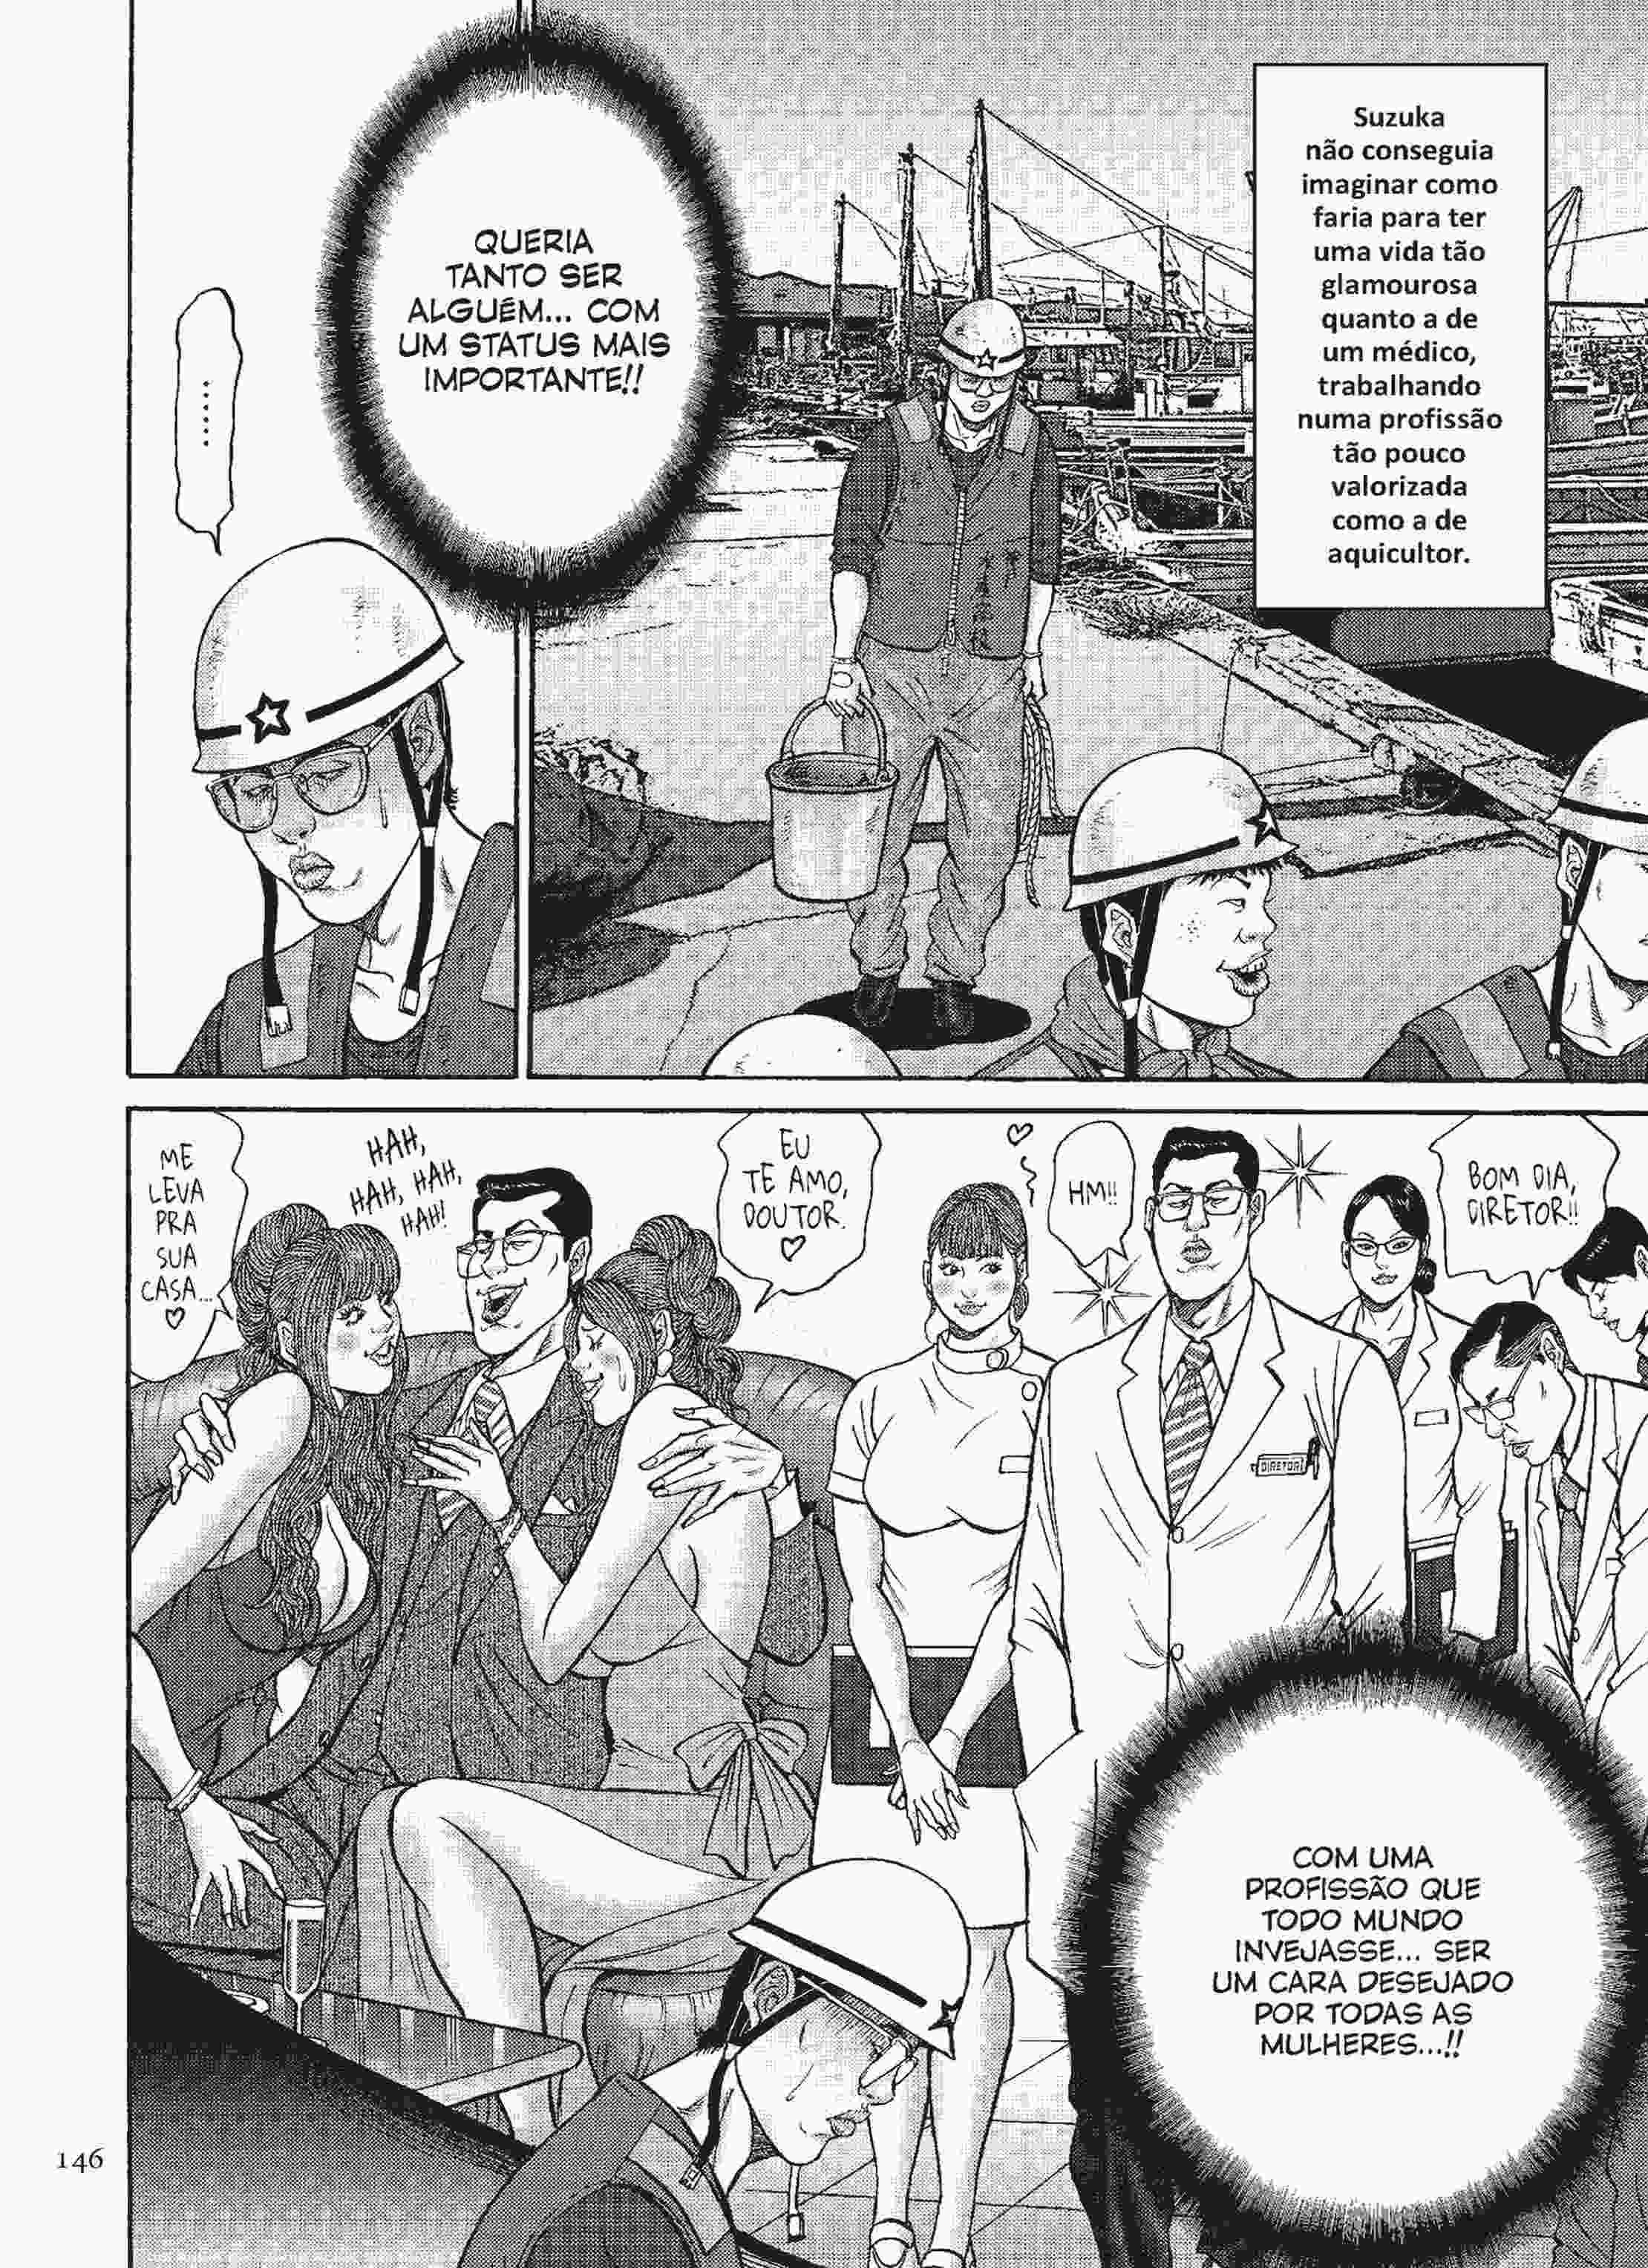 Suzuka
não conseguia
imaginar como
faria para ter
uma vida tão
glamourosa
quanto a de
um médico,
trabalhando
numa profissão
tão pouco
valorizada
como a de
aquicultor.
QUERIA
TANTO SER
ALGUÉM... COM
UM STATUS MAIS
IMPORTANTE!!
......
BOM DIA,
DIRETOR!!
HM!!
DIRETOR
EU
TE AMO,
DOUTOR.
♡
HAH,
HAH, HAH,
HAH!
ME
LEVA
PRA
SUA
CASA...
♡
COM UMA
PROFISSÃO QUE
TODO MUNDO
INVEJASSE... SER
UM CARA DESEJADO
POR TODAS AS
MULHERES...!!
146